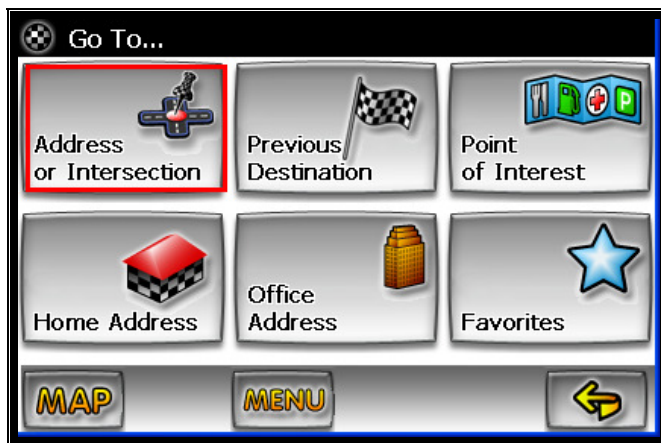 Go To...
Address
or Intersection
Previous
Destination
Point
of Interest
P
Home Address
Office
Address
Favorites
MAP
MENU